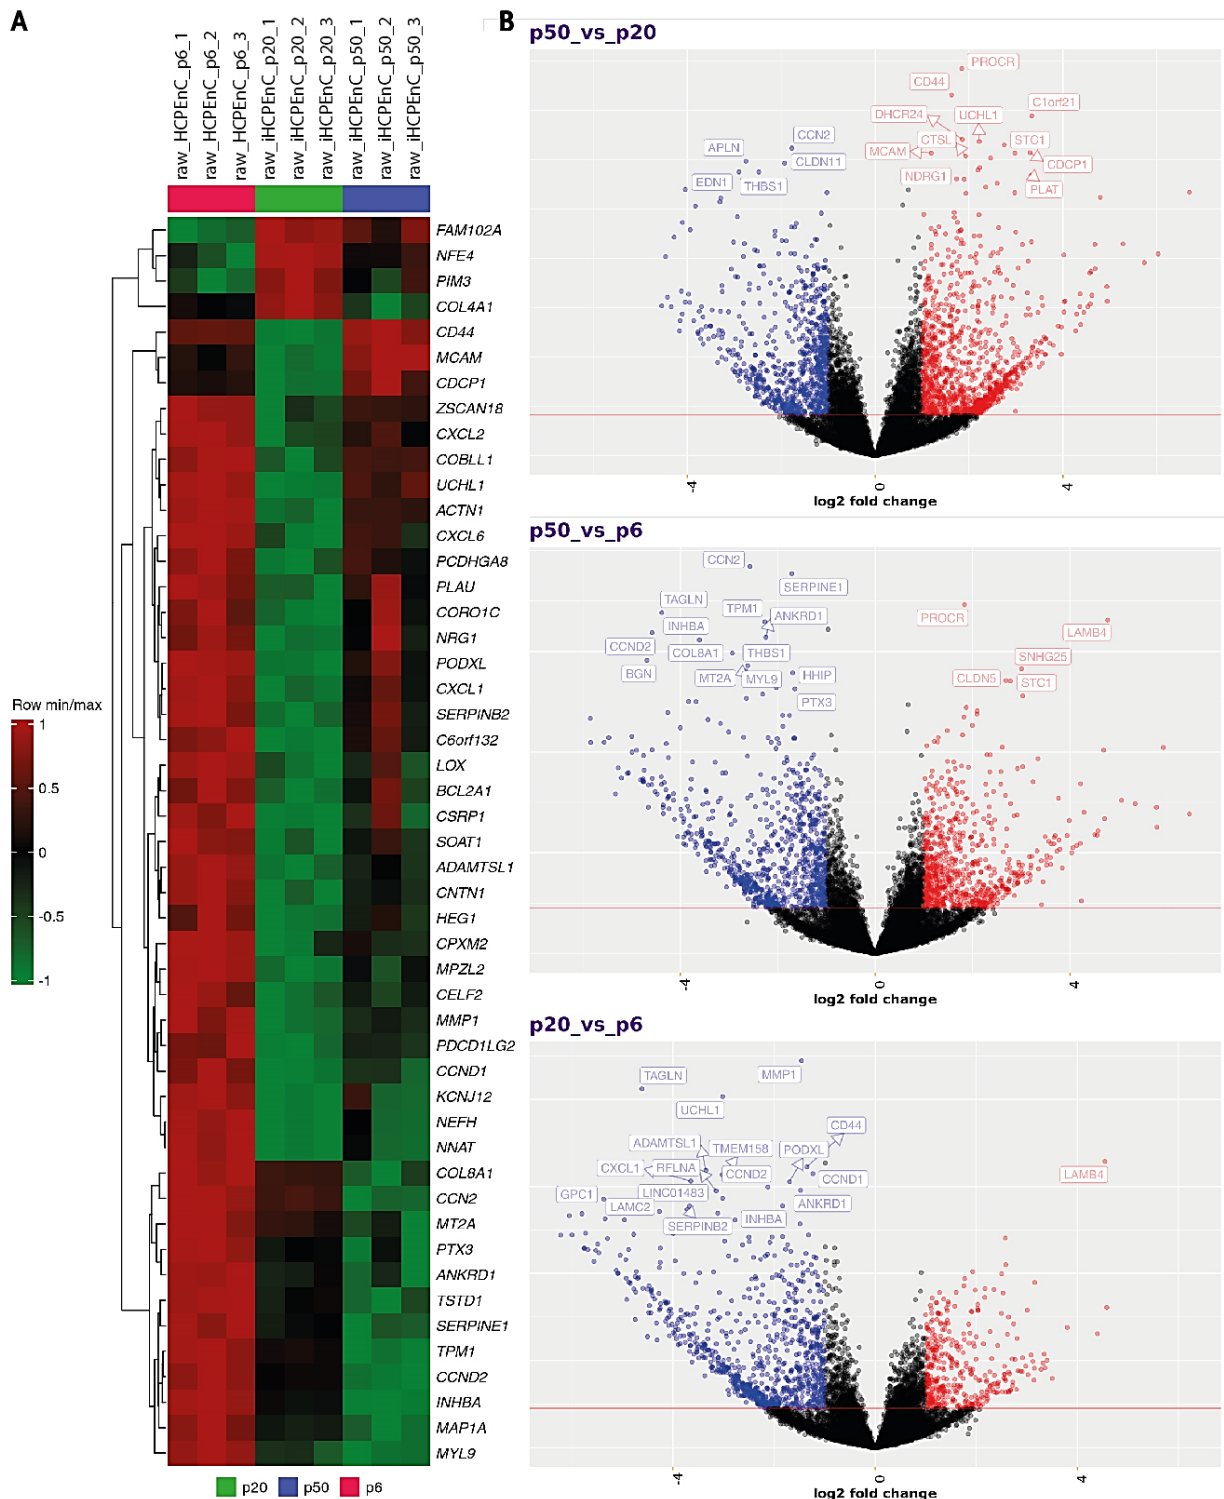 A
raw_HCPEnC_p6_1
raw_HCPEnC_p6_2
raw_HCPEnC_p6_3
raw_iHCPEnC_p20_1
raw_iHCPEnC_p20_2
raw_iHCPEnC_p20_3
raw_iHCPEnC_p50_1
raw_iHCPEnC_p50_2
raw_iHCPEnC_p50_3
FAM102A
NFE4
PIM3
COL4A1
CD44
MCAM
CDCP1
ZSCAN18
CXCL2
COBLL1
UCHL1
ACTN1
CXCL6
PCDHGA8
PLAU
CORO1C
NRG1
PODXL
CXCL1
SERPINB2
C6orf132
LOX
BCL2A1
CSRP1
SOAT1
ADAMTSL1
CNTN1
HEG1
CPXM2
MPZL2
CELF2
MMP1
PDCD1LG2
CCND1
KCNJ12
NEFH
NNAT
COL8A1
CCN2
MT2A
PTX3
ANKRD1
TSTD1
SERPINE1
TPM1
CCND2
INHBA
MAP1A
MYL9
Row min/max
1
0.5
0
-0.5
-1
p20
p50
p6
B
p50_vs_p20
PROCR
CD44
C1orf21
DHCR24
UCHL1
CCN2
CTSL
STC1
APLN
MCAM
CLDN11
CDCP1
EDN1
THBS1
NDRG1
PLAT
-4
0
4
log2 fold change
p50_vs_p6
CCN2
SERPINE1
TAGLN
TPM1
ANKRD1
PROCR
INHBA
LAMB4
CCND2
COL8A1
THBS1
SNHG25
BGN
MT2A
MYL9
HHIP
CLDN5
STC1
PTX3
-4
0
4
log2 fold change
p20_vs_p6
TAGLN
MMP1
UCHL1
CD44
ADAMTSL1
TMEM158
PODXL
CXCL1
RFLNA
CCND2
CCND1
LAMB4
GPC1
LINC01483
LAMC2
ANKRD1
SERPINB2
INHBA
-4
0
4
log2 fold change